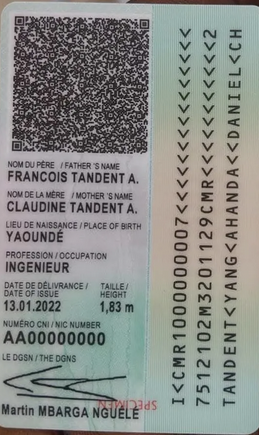 NOM DU PÈRE / FATHER 'S NAME
FRANCOIS TANDENT A.
NOM DE LA MÈRE / MOTHER 'S NAME
CLAUDINE TANDENT A.
LIEU DE NAISSANCE / PLACE OF BIRTH
YAOUNDÉ
PROFESSION / OCCUPATION
INGENIEUR
DATE DE DÉLIVRANCE / DATE OF ISSUE
TAILLE / HEIGHT
13.01.2022
1,83 m
NUMÉRO CNI / NIC NUMBER
AA00000000
LE DGSN / THE DGNS
Martin MBARGA NGUÉLÉ
SPECIMEN
I<CMR1000000007<<<<<<<<<<<<<<<
7512102M3201129CMR<<<<<<<<<<<2
TANDENT<YANG<AHANDA<<DANIEL<CH